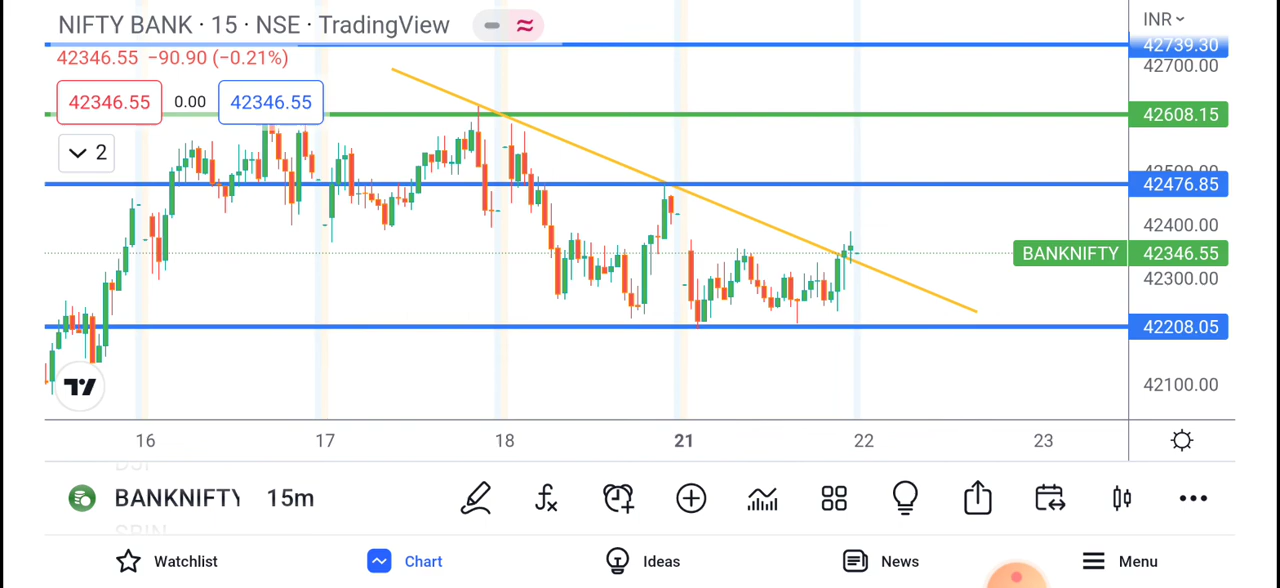 NIFTY BANK · 15 · NSE · TradingView
INR
42739.30
42346.55 −90.90 (−0.21%)
42700.00
42346.55 0.00 42346.55
42608.15
2
42500.00
42476.85
42400.00
BANKNIFTY 42346.55
42300.00
42208.05
42100.00
16 17 18 21 22 23
BANKNIFTY 15m
Watchlist Chart Ideas News Menu